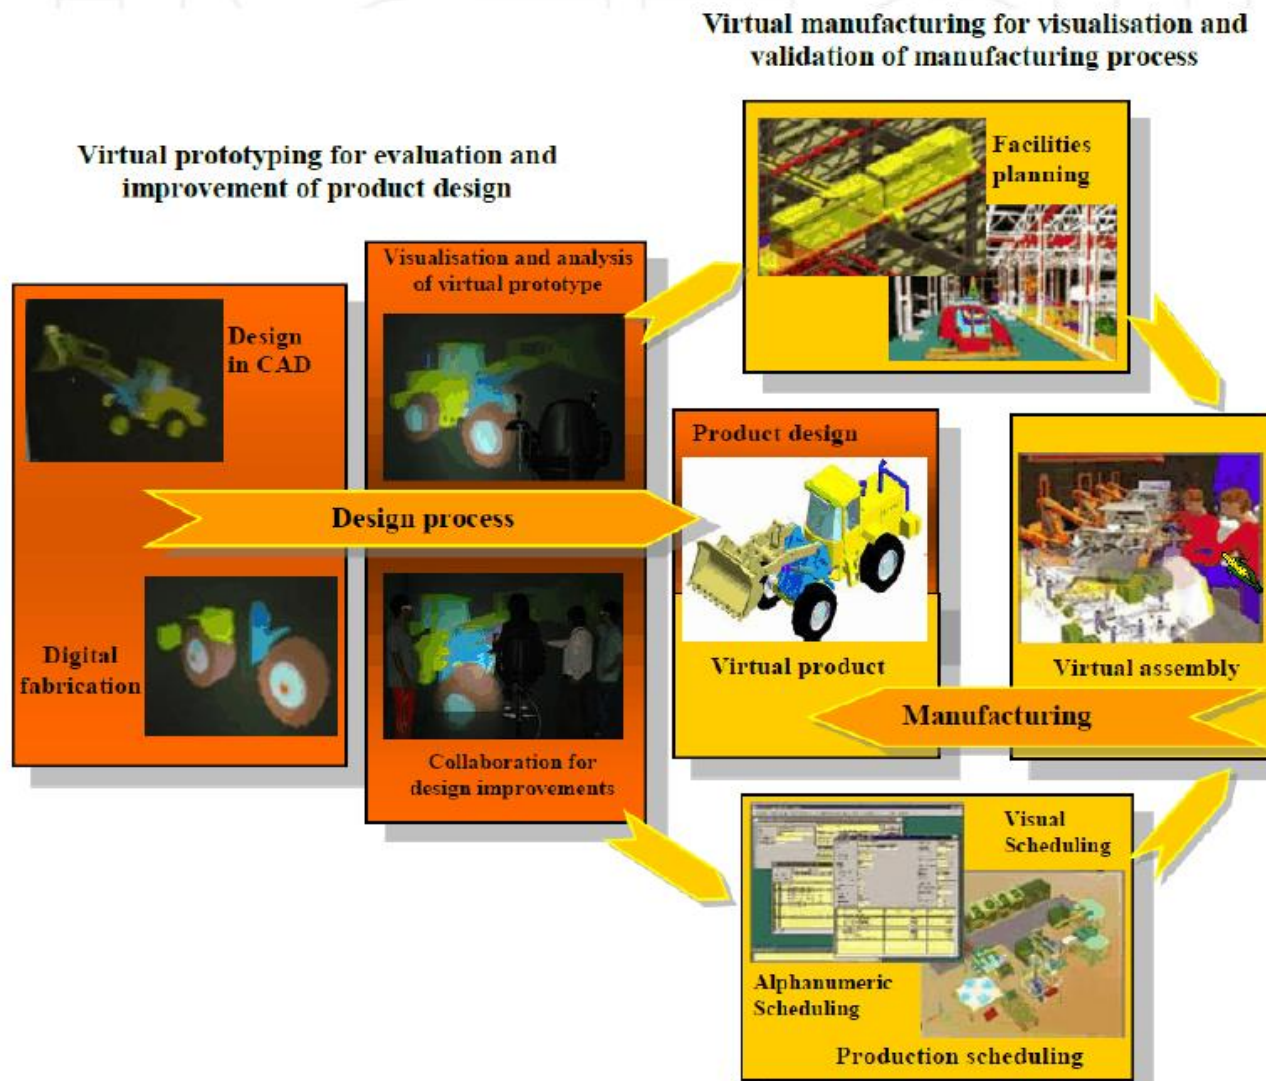 Virtual manufacturing for visualisation and
validation of manufacturing process
Virtual prototyping for evaluation and
improvement of product design
Facilities
planning
Visualisation and analysis
of virtual prototype
Design
in CAD
Product design
Design process
Digital
fabrication
Virtual product
Virtual assembly
Manufacturing
Collaboration for
design improvements
Visual
Scheduling
Alphanumeric
Scheduling
Production scheduling